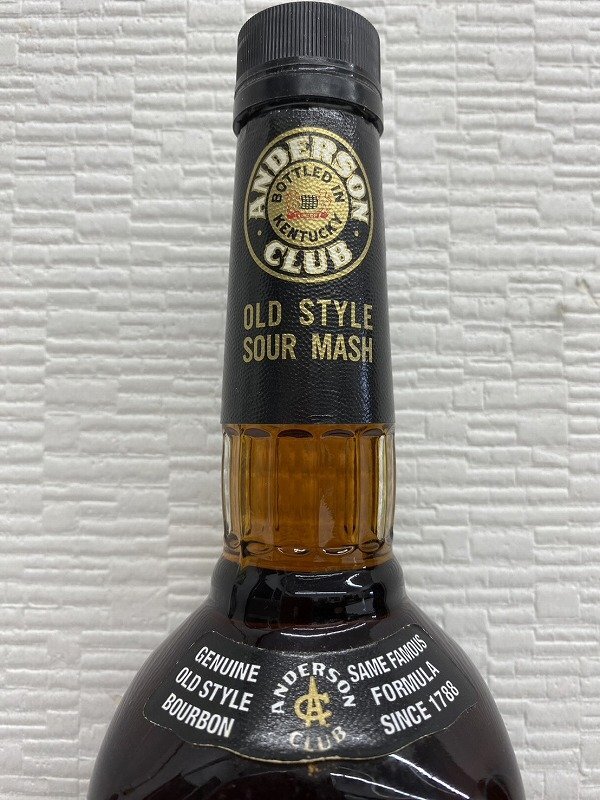 ANDERSON
BOTTLED IN
KENTUCKY
CLUB
OLD STYLE
SOUR MASH
GENUINE
OLD STYLE
BOURBON
ANDERSON
CLUB
SAME FAMOUS
FORMULA
SINCE 1788